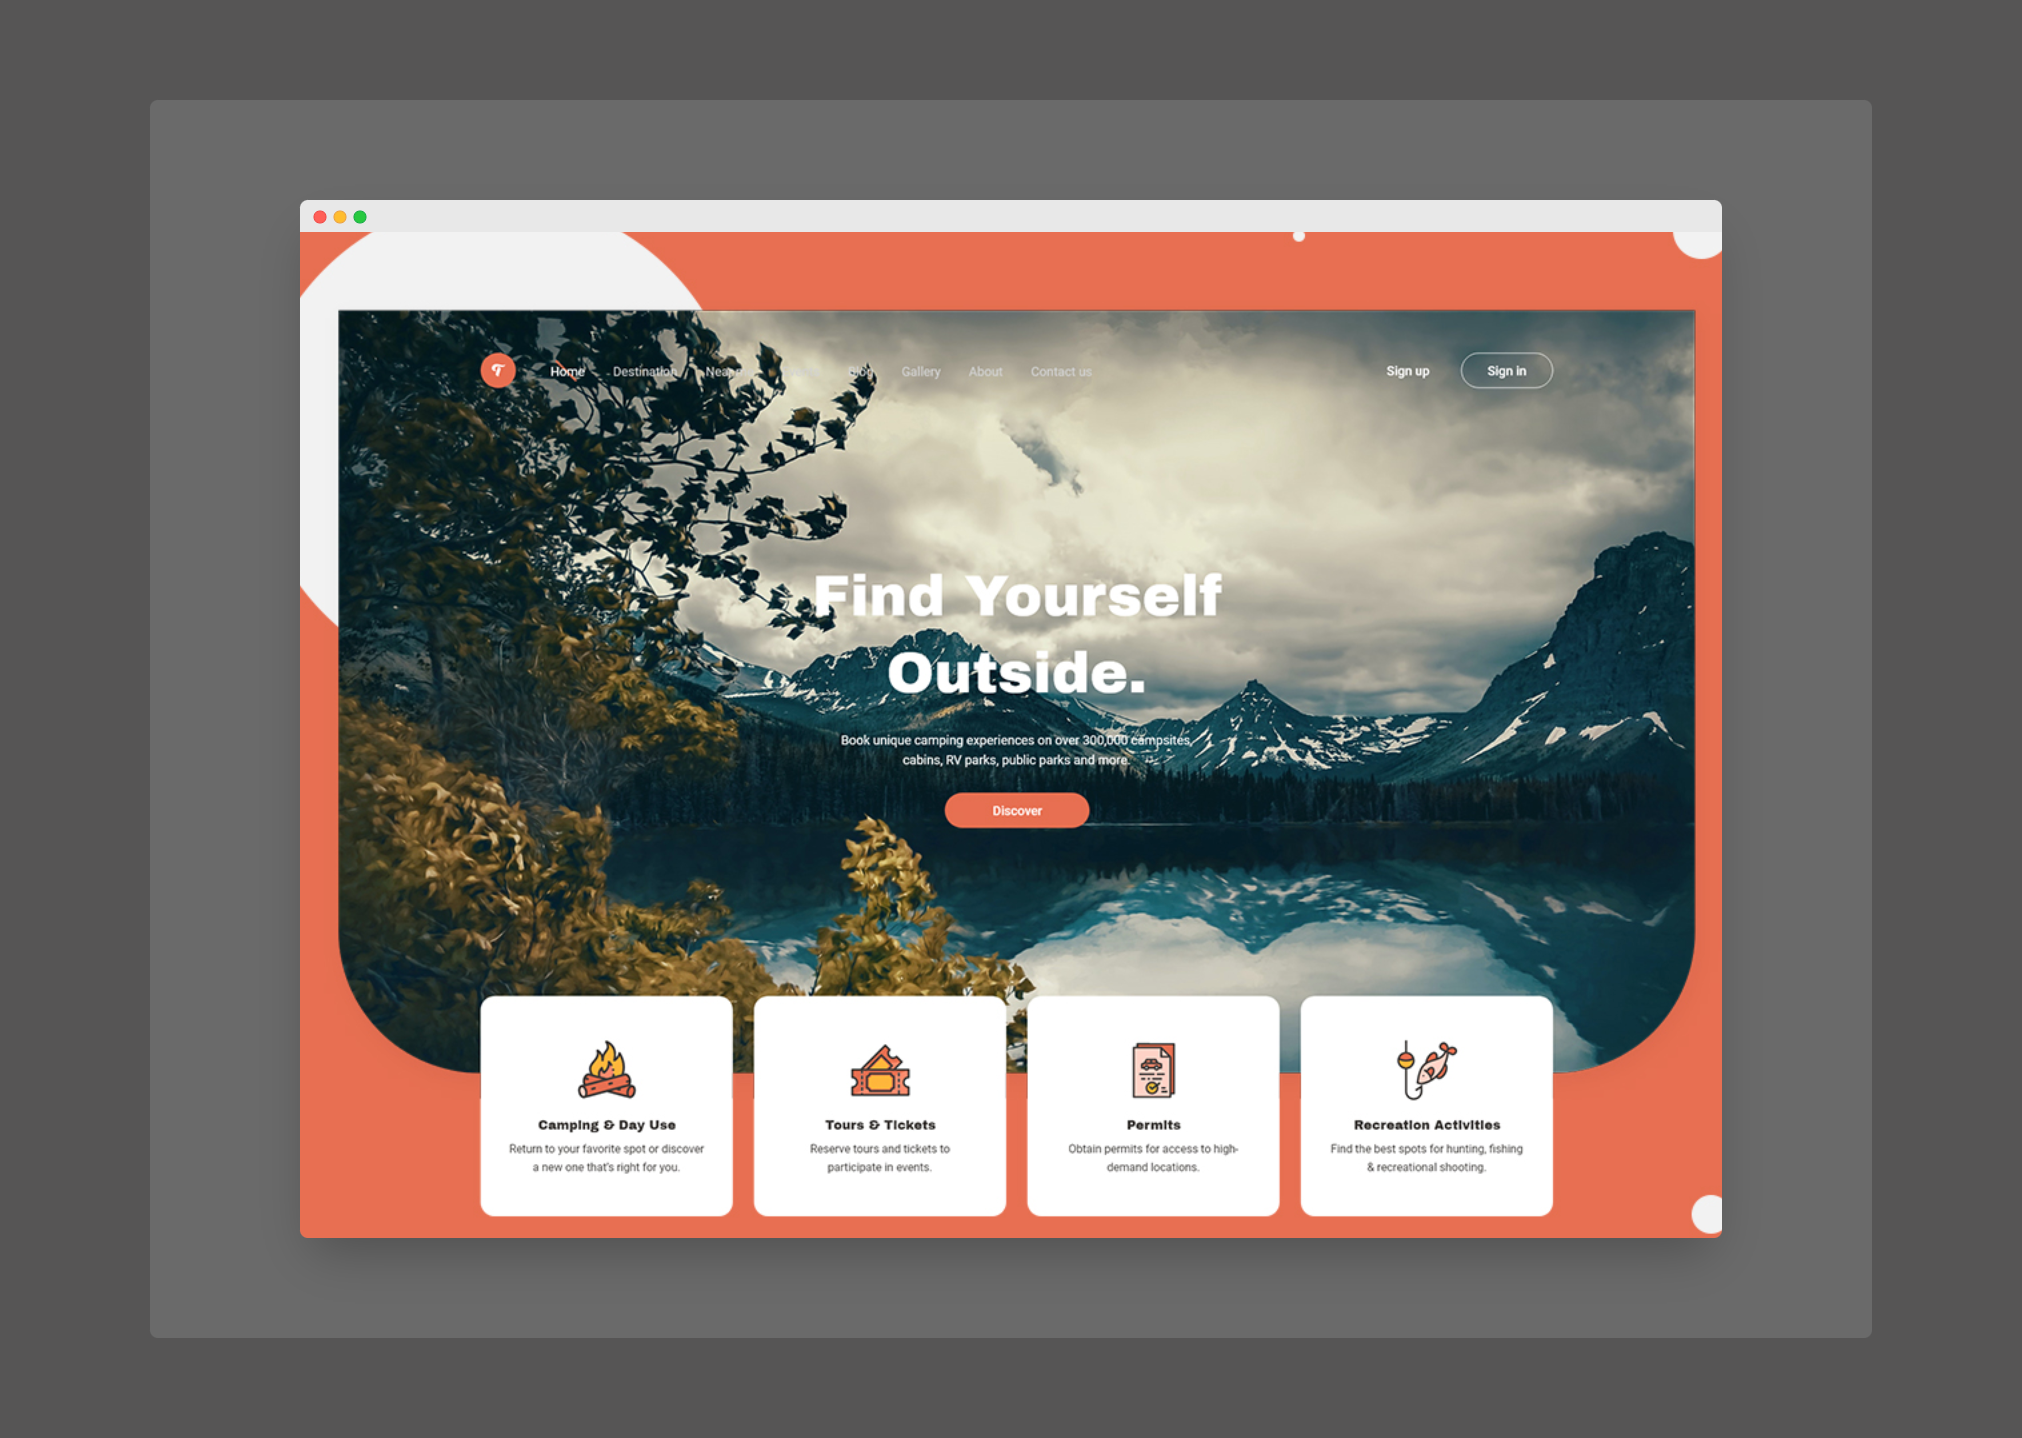 T
Home Destination Blog Gallery About Contact us Sign up Sign in
Find Yourself
Outside.
Book unique camping experiences on over 300,000 campsites,
cabins, RV parks, public parks and more.
Discover
Camping & Day Use
Return to your favorite spot or discover
a new one that's right for you.
Tours & Tickets
Reserve tours and tickets to
participate in events.
Permits
Obtain permits for access to high-
demand locations.
Recreation Activities
Find the best spots for hunting, fishing
& recreational shooting.